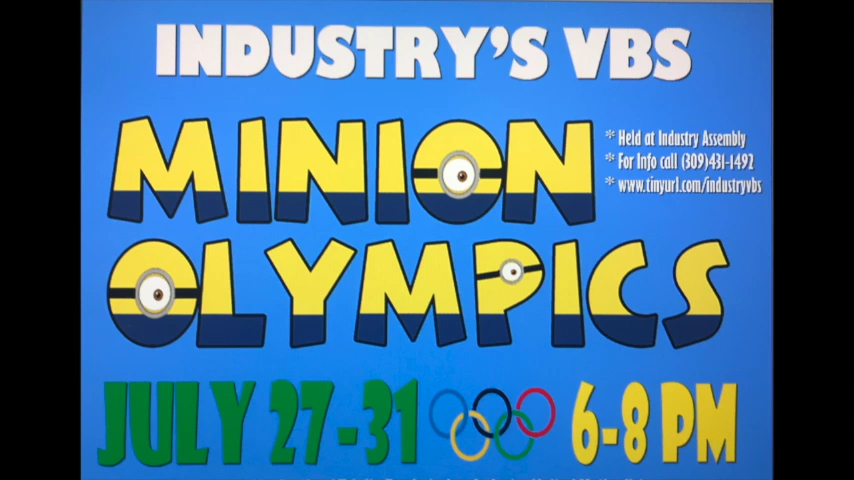 INDUSTRY'S VBS
MINION
* Held at Industry Assembly
* For Info call (309)431-1492
* www.tinyurl.com/industryvbs
OLYMPICS
JULY 27-31
6-8 PM